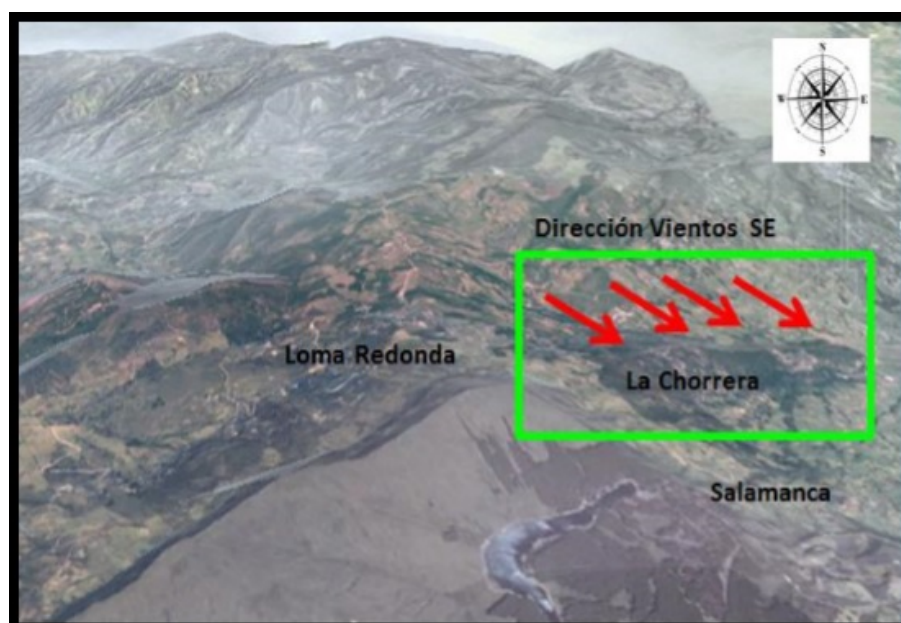 N
W E
S
Dirección Vientos SE
Loma Redonda
La Chorrera
Salamanca